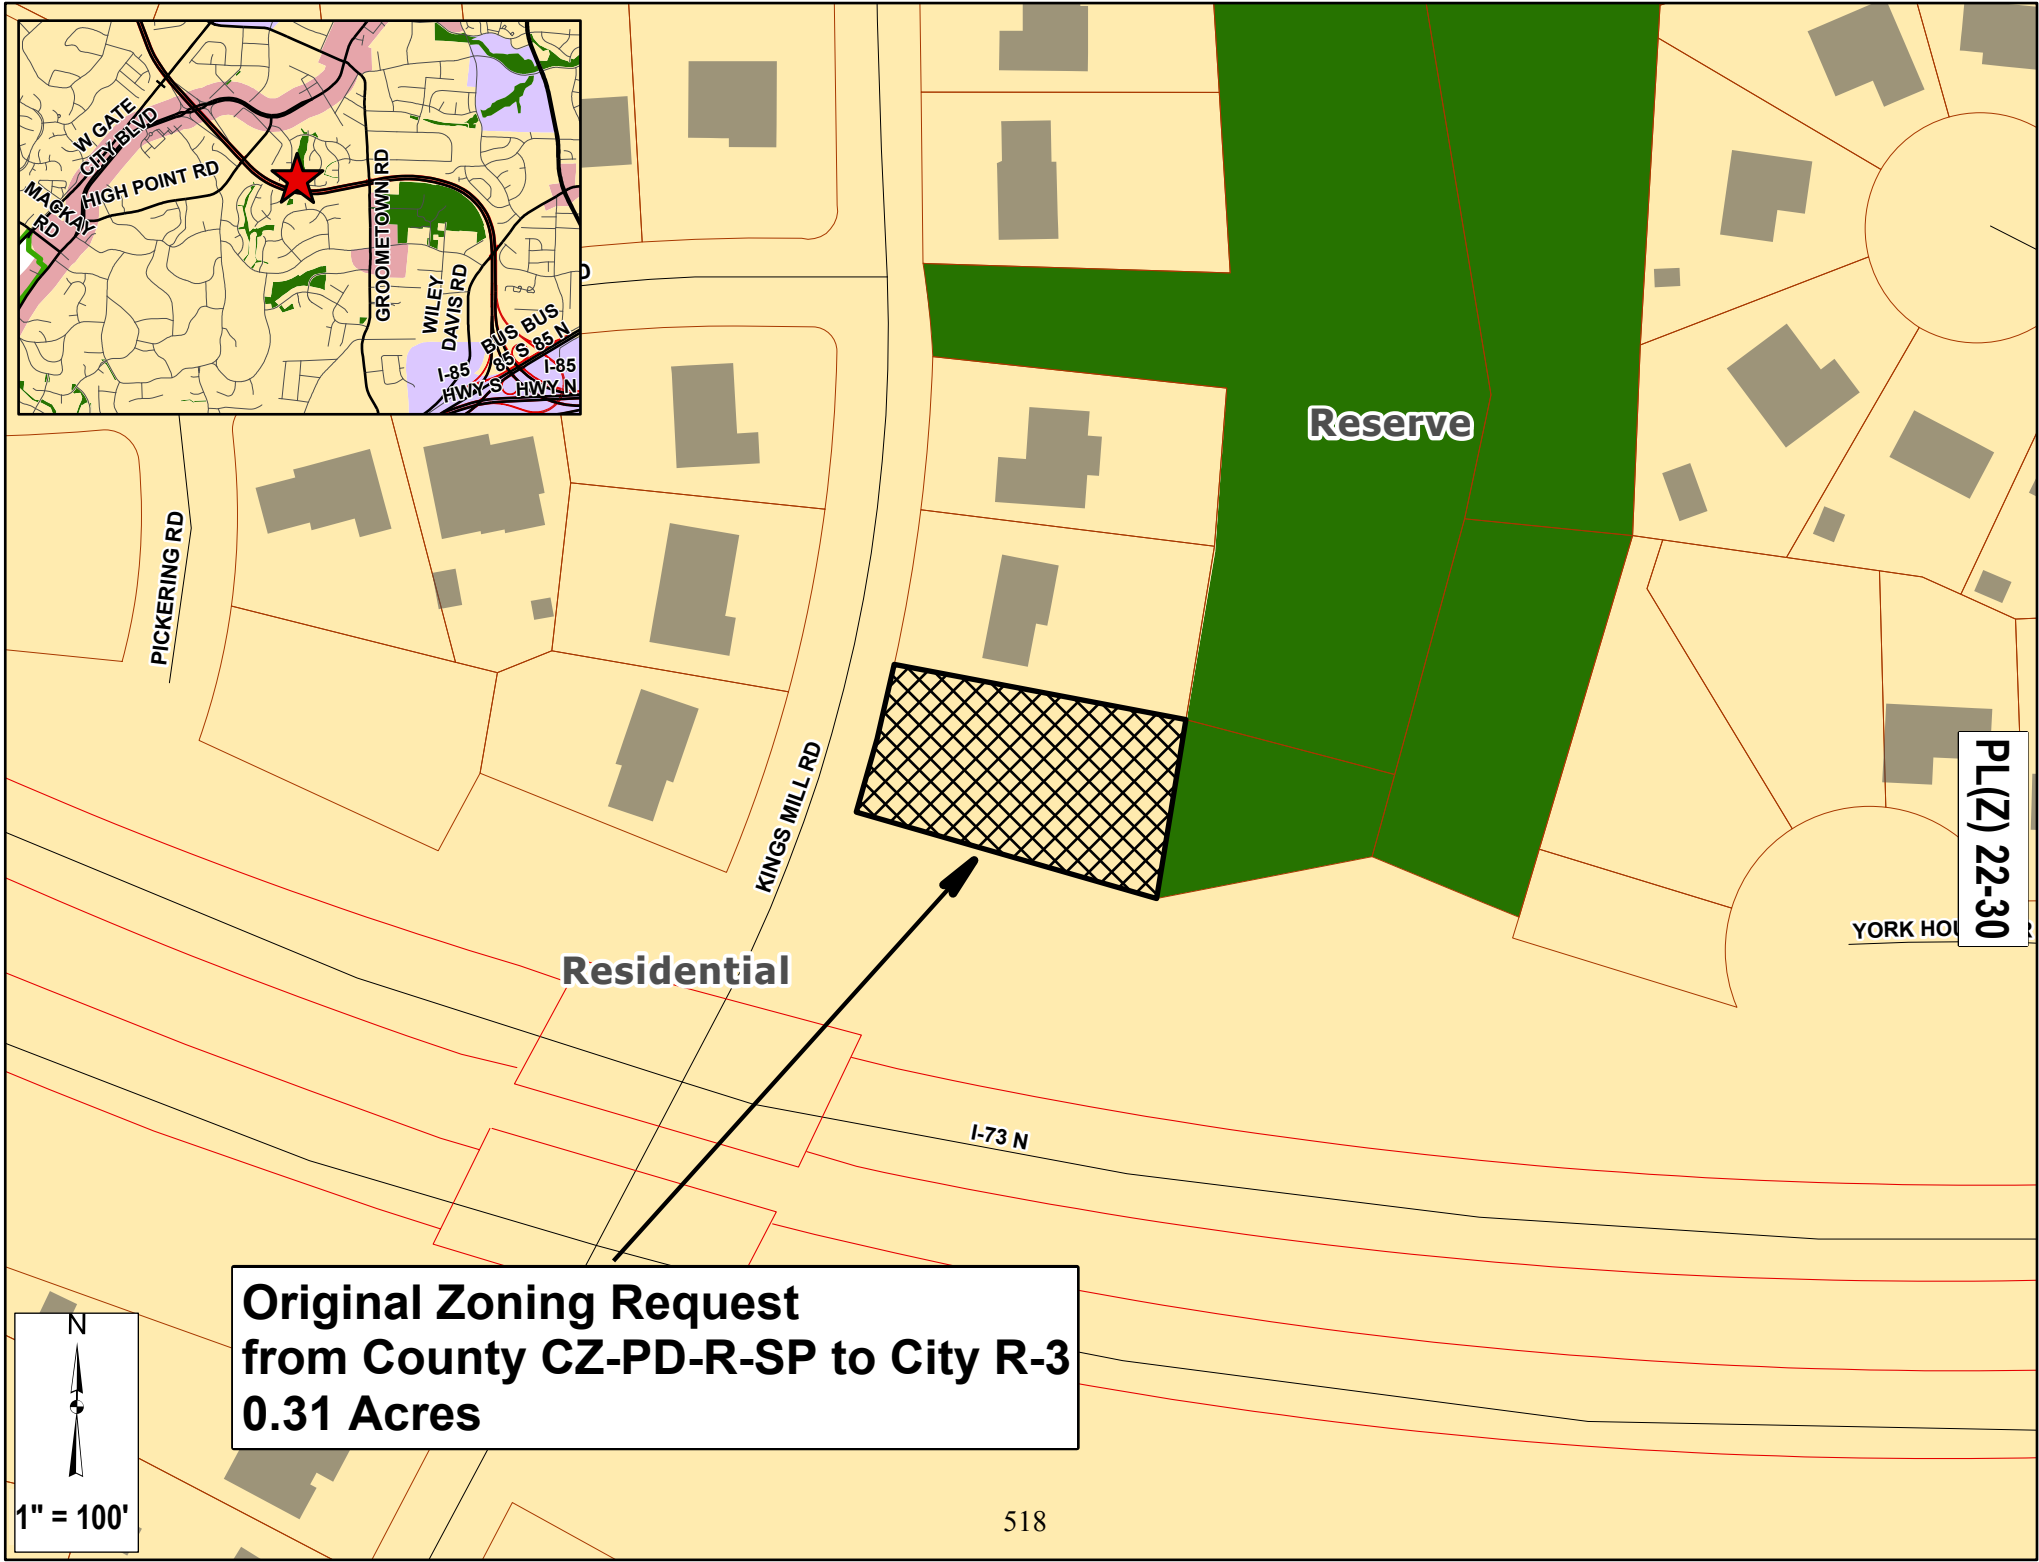 W GATE
CITY BLVD
HIGH POINT RD
MACKAY
RD
GROOMETOWN RD
WILEY
DAVIS RD
BUS BUS
85 S 85 N
I-85
HWY S
I-85
HWY N
D
Reserve
PICKERING RD
KINGS MILL RD
PL(Z) 22-30
YORK HOU
R
Residential
I-73 N
Original Zoning Request
from County CZ-PD-R-SP to City R-3
0.31 Acres
N
1" = 100'
518